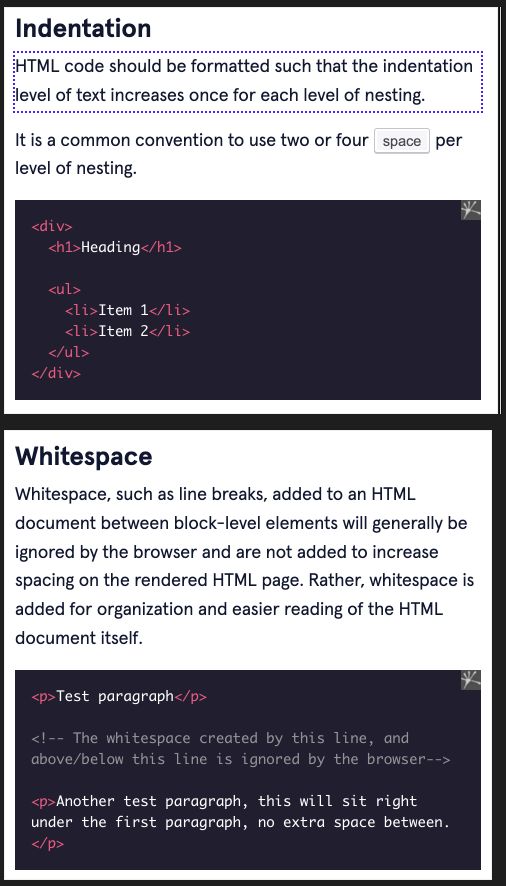 Indentation
HTML code should be formatted such that the indentation
level of text increases once for each level of nesting.
It is a common convention to use two or four space per
level of nesting.
<div>
  <h1>Heading</h1>

  <ul>
    <li>Item 1</li>
    <li>Item 2</li>
  </ul>
</div>
Whitespace
Whitespace, such as line breaks, added to an HTML
document between block-level elements will generally be
ignored by the browser and are not added to increase
spacing on the rendered HTML page. Rather, whitespace is
added for organization and easier reading of the HTML
document itself.
<p>Test paragraph</p>

<!-- The whitespace created by this line, and
above/below this line is ignored by the browser-->

<p>Another test paragraph, this will sit right
under the first paragraph, no extra space between.
</p>